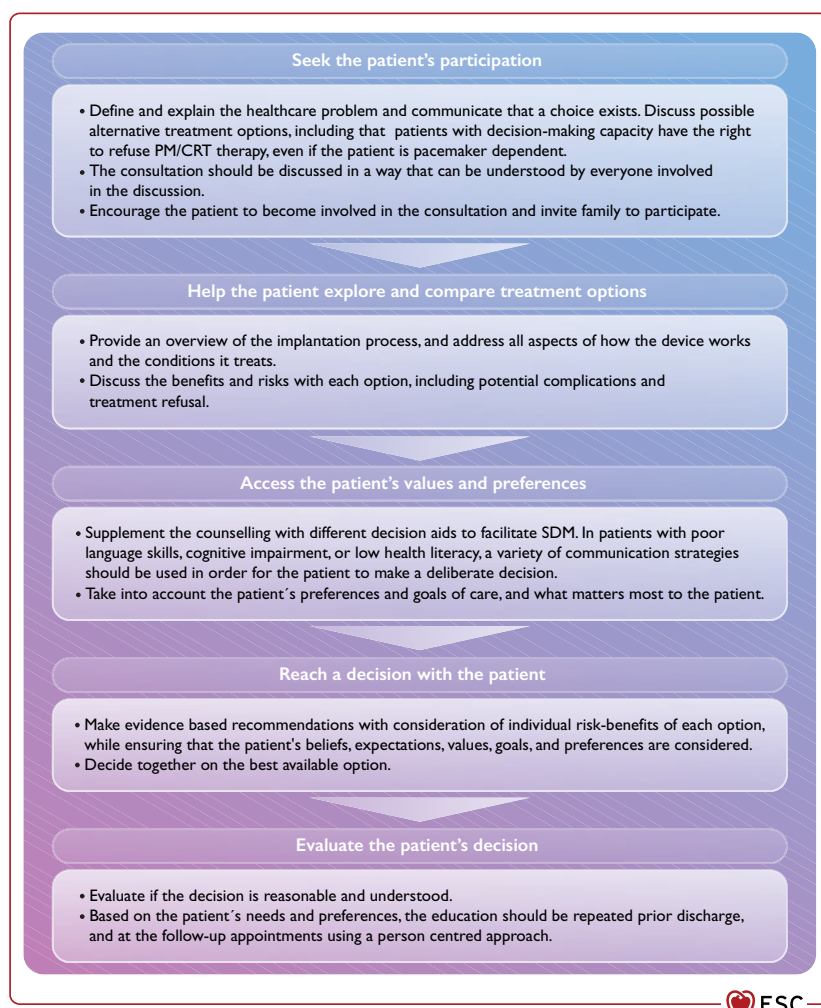 Seek the patient's participation
• Define and explain the healthcare problem and communicate that a choice exists. Discuss possible
alternative treatment options, including that patients with decision-making capacity have the right
to refuse PM/CRT therapy, even if the patient is pacemaker dependent.
• The consultation should be discussed in a way that can be understood by everyone involved
in the discussion.
• Encourage the patient to become involved in the consultation and invite family to participate.
Help the patient explore and compare treatment options
• Provide an overview of the implantation process, and address all aspects of how the device works
and the conditions it treats.
• Discuss the benefits and risks with each option, including potential complications and
treatment refusal.
Access the patient's values and preferences
• Supplement the counselling with different decision aids to facilitate SDM. In patients with poor
language skills, cognitive impairment, or low health literacy, a variety of communication strategies
should be used in order for the patient to make a deliberate decision.
• Take into account the patient´s preferences and goals of care, and what matters most to the patient.
Reach a decision with the patient
• Make evidence based recommendations with consideration of individual risk-benefits of each option,
while ensuring that the patient's beliefs, expectations, values, goals, and preferences are considered.
• Decide together on the best available option.
Evaluate the patient's decision
• Evaluate if the decision is reasonable and understood.
• Based on the patient´s needs and preferences, the education should be repeated prior discharge,
and at the follow-up appointments using a person centred approach.
ESC